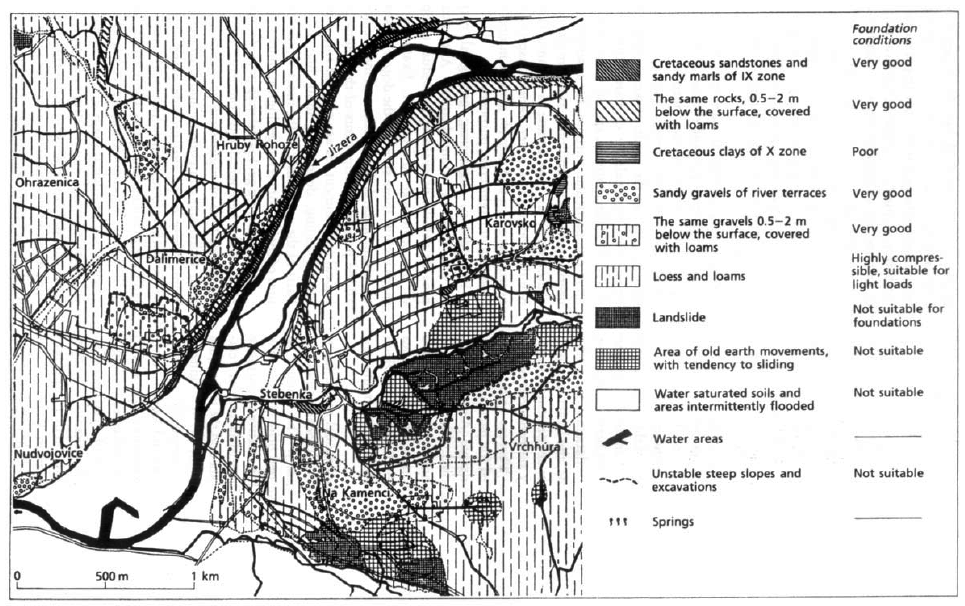 Foundation
conditions
Cretaceous sandstones and
sandy marls of IX zone
Very good
The same rocks, 0.5–2 m
below the surface, covered
with loams
Very good
Cretaceous clays of X zone
Poor
Sandy gravels of river terraces
Very good
The same gravels 0.5–2 m
below the surface, covered
with loams
Very good
Loess and loams
Highly compres-
sible, suitable for
light loads
Landslide
Not suitable for
foundations
Area of old earth movements,
with tendency to sliding
Not suitable
Water saturated soils and
areas intermittently flooded
Not suitable
Water areas
Unstable steep slopes and
excavations
Not suitable
Springs
Hruby Rohozec
Jizera
Ohrazenica
Karovsko
Dalimerice
Stebenka
Nudvojovice
Vrchhura
Na Kamenci
0 500 m 1 km